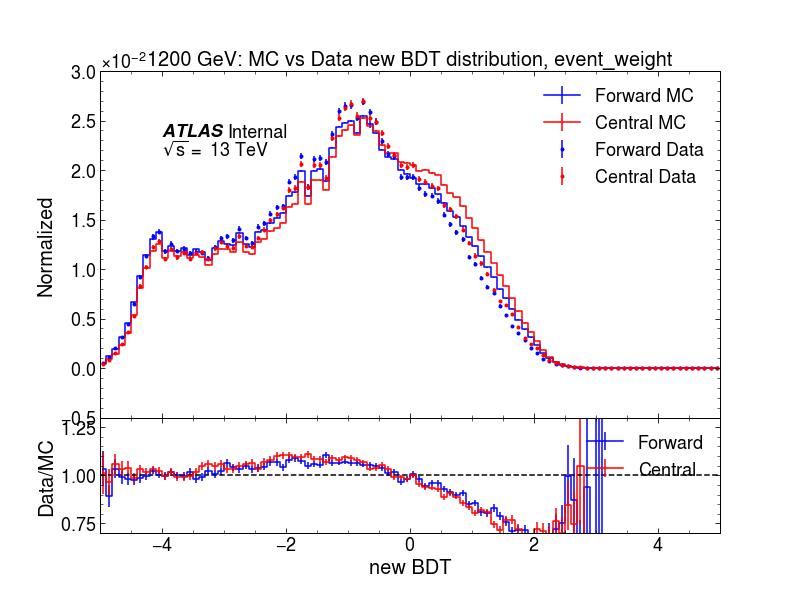 ×10⁻²1200 GeV: MC vs Data new BDT distribution, event_weight
3.0
2.5
2.0
1.5
1.0
0.5
0.0
−0.5
Normalized
ATLAS Internal
√s = 13 TeV
Forward MC
Central MC
Forward Data
Central Data
1.25
1.00
0.75
Data/MC
Forward
Central
−4 −2 0 2 4
new BDT